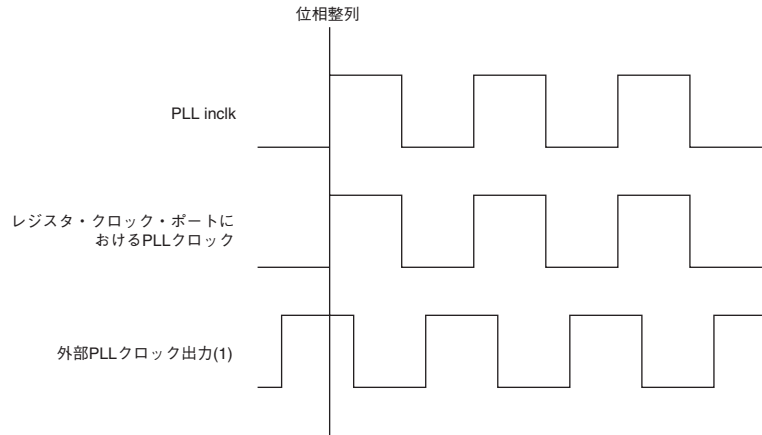 位相整列
PLL inclk
レジスタ・クロック・ポートに
おけるPLLクロック
外部PLLクロック出力(1)